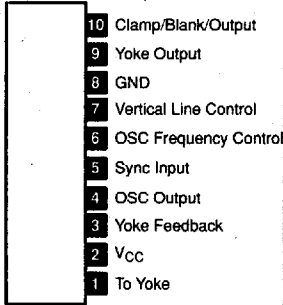 10 Clamp/Blank/Output
9 Yoke Output
8 GND
7 Vertical Line Control
6 OSC Frequency Control
5 Sync Input
4 OSC Output
3 Yoke Feedback
2 VCC
1 To Yoke